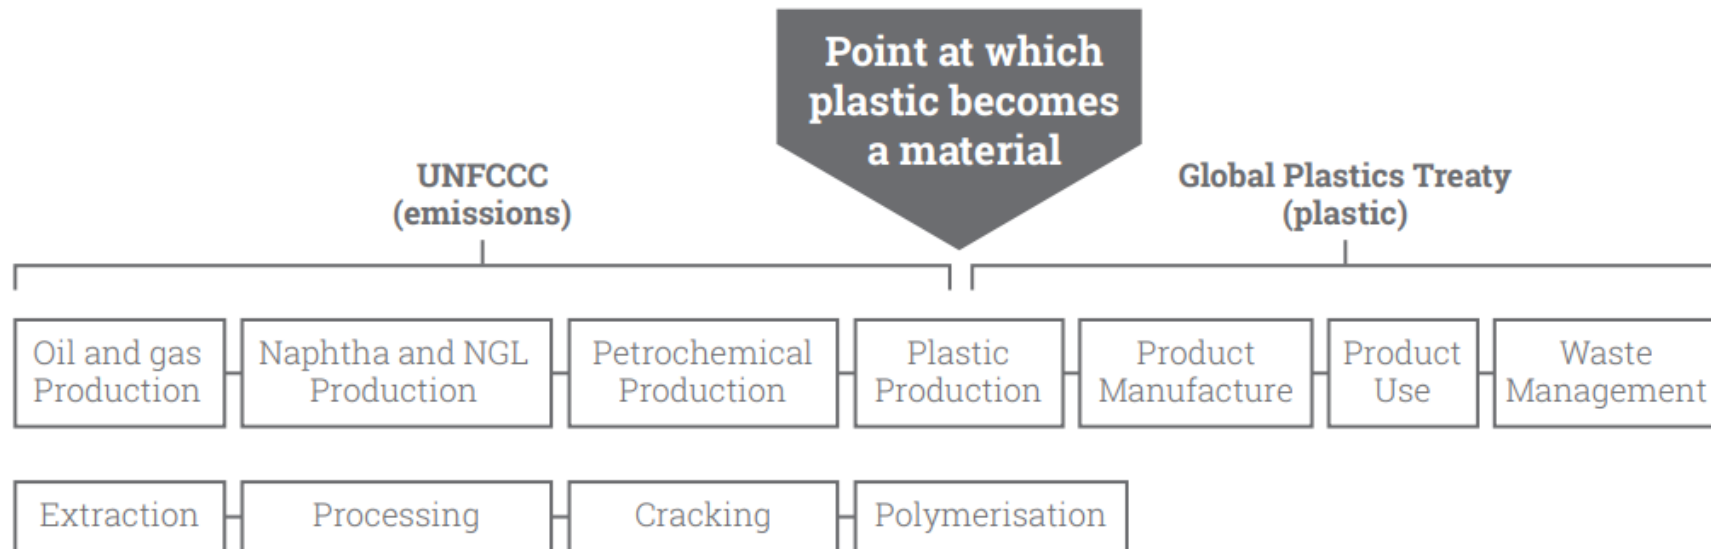 Point at which
plastic becomes
a material
UNFCCC
(emissions)
Global Plastics Treaty
(plastic)
Oil and gas
Production
Naphtha and NGL
Production
Petrochemical
Production
Plastic
Production
Product
Manufacture
Product
Use
Waste
Management
Extraction
Processing
Cracking
Polymerisation